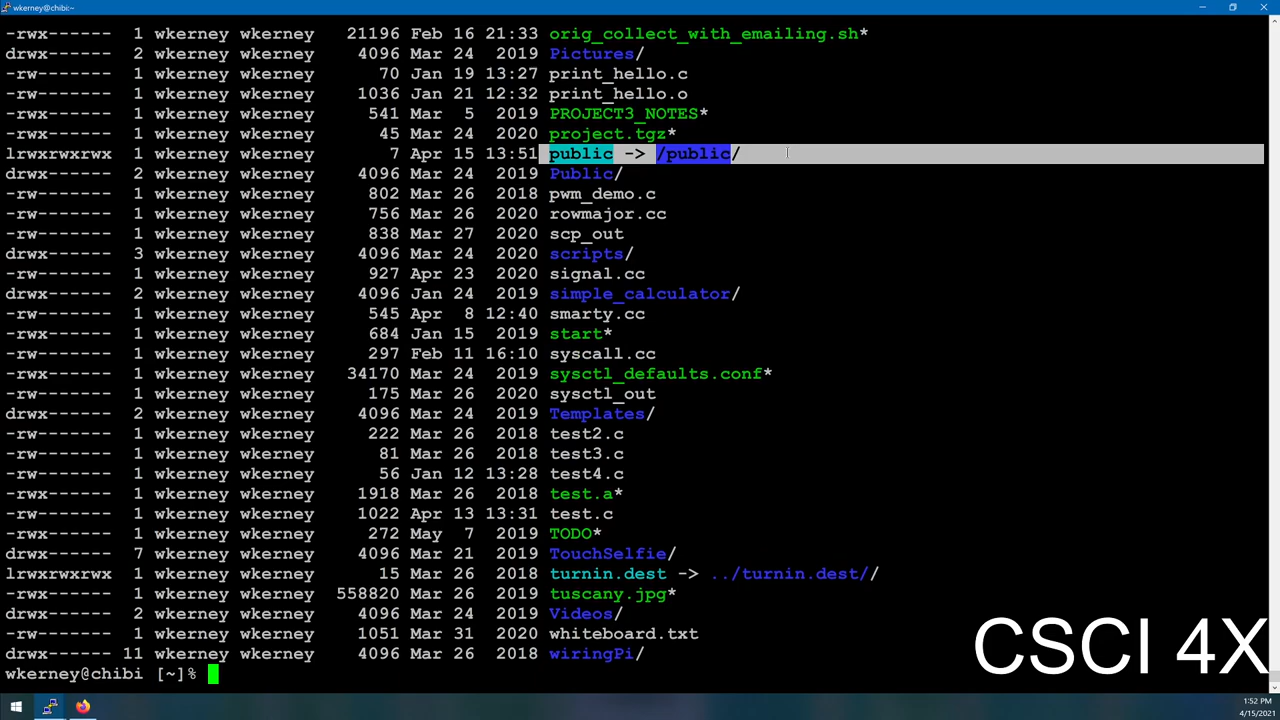 wkerney@chibi:~
-rwx------ 1 wkerney wkerney 21196 Feb 16 21:33 orig_collect_with_emailing.sh*
drwx------ 2 wkerney wkerney 4096 Mar 24 2019 Pictures/
-rw------- 1 wkerney wkerney 70 Jan 19 13:27 print_hello.c
-rw------- 1 wkerney wkerney 1036 Jan 21 12:32 print_hello.o
-rwx------ 1 wkerney wkerney 541 Mar 5 2019 PROJECT3_NOTES*
-rwx------ 1 wkerney wkerney 45 Mar 24 2020 project.tgz*
lrwxrwxrwx 1 wkerney wkerney 7 Apr 15 13:51 public -> /public/
drwx------ 2 wkerney wkerney 4096 Mar 24 2019 Public/
-rw------- 1 wkerney wkerney 802 Mar 26 2018 pwm_demo.c
-rw------- 1 wkerney wkerney 756 Mar 26 2020 rowmajor.cc
-rw------- 1 wkerney wkerney 838 Mar 27 2020 scp_out
drwx------ 3 wkerney wkerney 4096 Mar 24 2020 scripts/
-rw------- 1 wkerney wkerney 927 Apr 23 2020 signal.cc
drwx------ 2 wkerney wkerney 4096 Jan 24 2019 simple_calculator/
-rw------- 1 wkerney wkerney 545 Apr 8 12:40 smarty.cc
-rwx------ 1 wkerney wkerney 684 Jan 15 2019 start*
-rw------- 1 wkerney wkerney 297 Feb 11 16:10 syscall.cc
-rwx------ 1 wkerney wkerney 34170 Mar 24 2019 sysctl_defaults.conf*
-rw------- 1 wkerney wkerney 175 Mar 26 2020 sysctl_out
drwx------ 2 wkerney wkerney 4096 Mar 24 2019 Templates/
-rw------- 1 wkerney wkerney 222 Mar 26 2018 test2.c
-rw------- 1 wkerney wkerney 81 Mar 26 2018 test3.c
-rw------- 1 wkerney wkerney 56 Jan 12 13:28 test4.c
-rwx------ 1 wkerney wkerney 1918 Mar 26 2018 test.a*
-rw------- 1 wkerney wkerney 1022 Apr 13 13:31 test.c
-rwx------ 1 wkerney wkerney 272 May 7 2019 TODO*
drwx------ 7 wkerney wkerney 4096 Mar 21 2019 TouchSelfie/
lrwxrwxrwx 1 wkerney wkerney 15 Mar 26 2018 turnin.dest -> ../turnin.dest//
-rwx------ 1 wkerney wkerney 558820 Mar 26 2019 tuscany.jpg*
drwx------ 2 wkerney wkerney 4096 Mar 24 2019 Videos/
-rw------- 1 wkerney wkerney 1051 Mar 31 2020 whiteboard.txt
drwx------ 11 wkerney wkerney 4096 Mar 26 2018 wiringPi/
wkerney@chibi [~]%
CSCI 4X
1:52 PM
4/15/2021